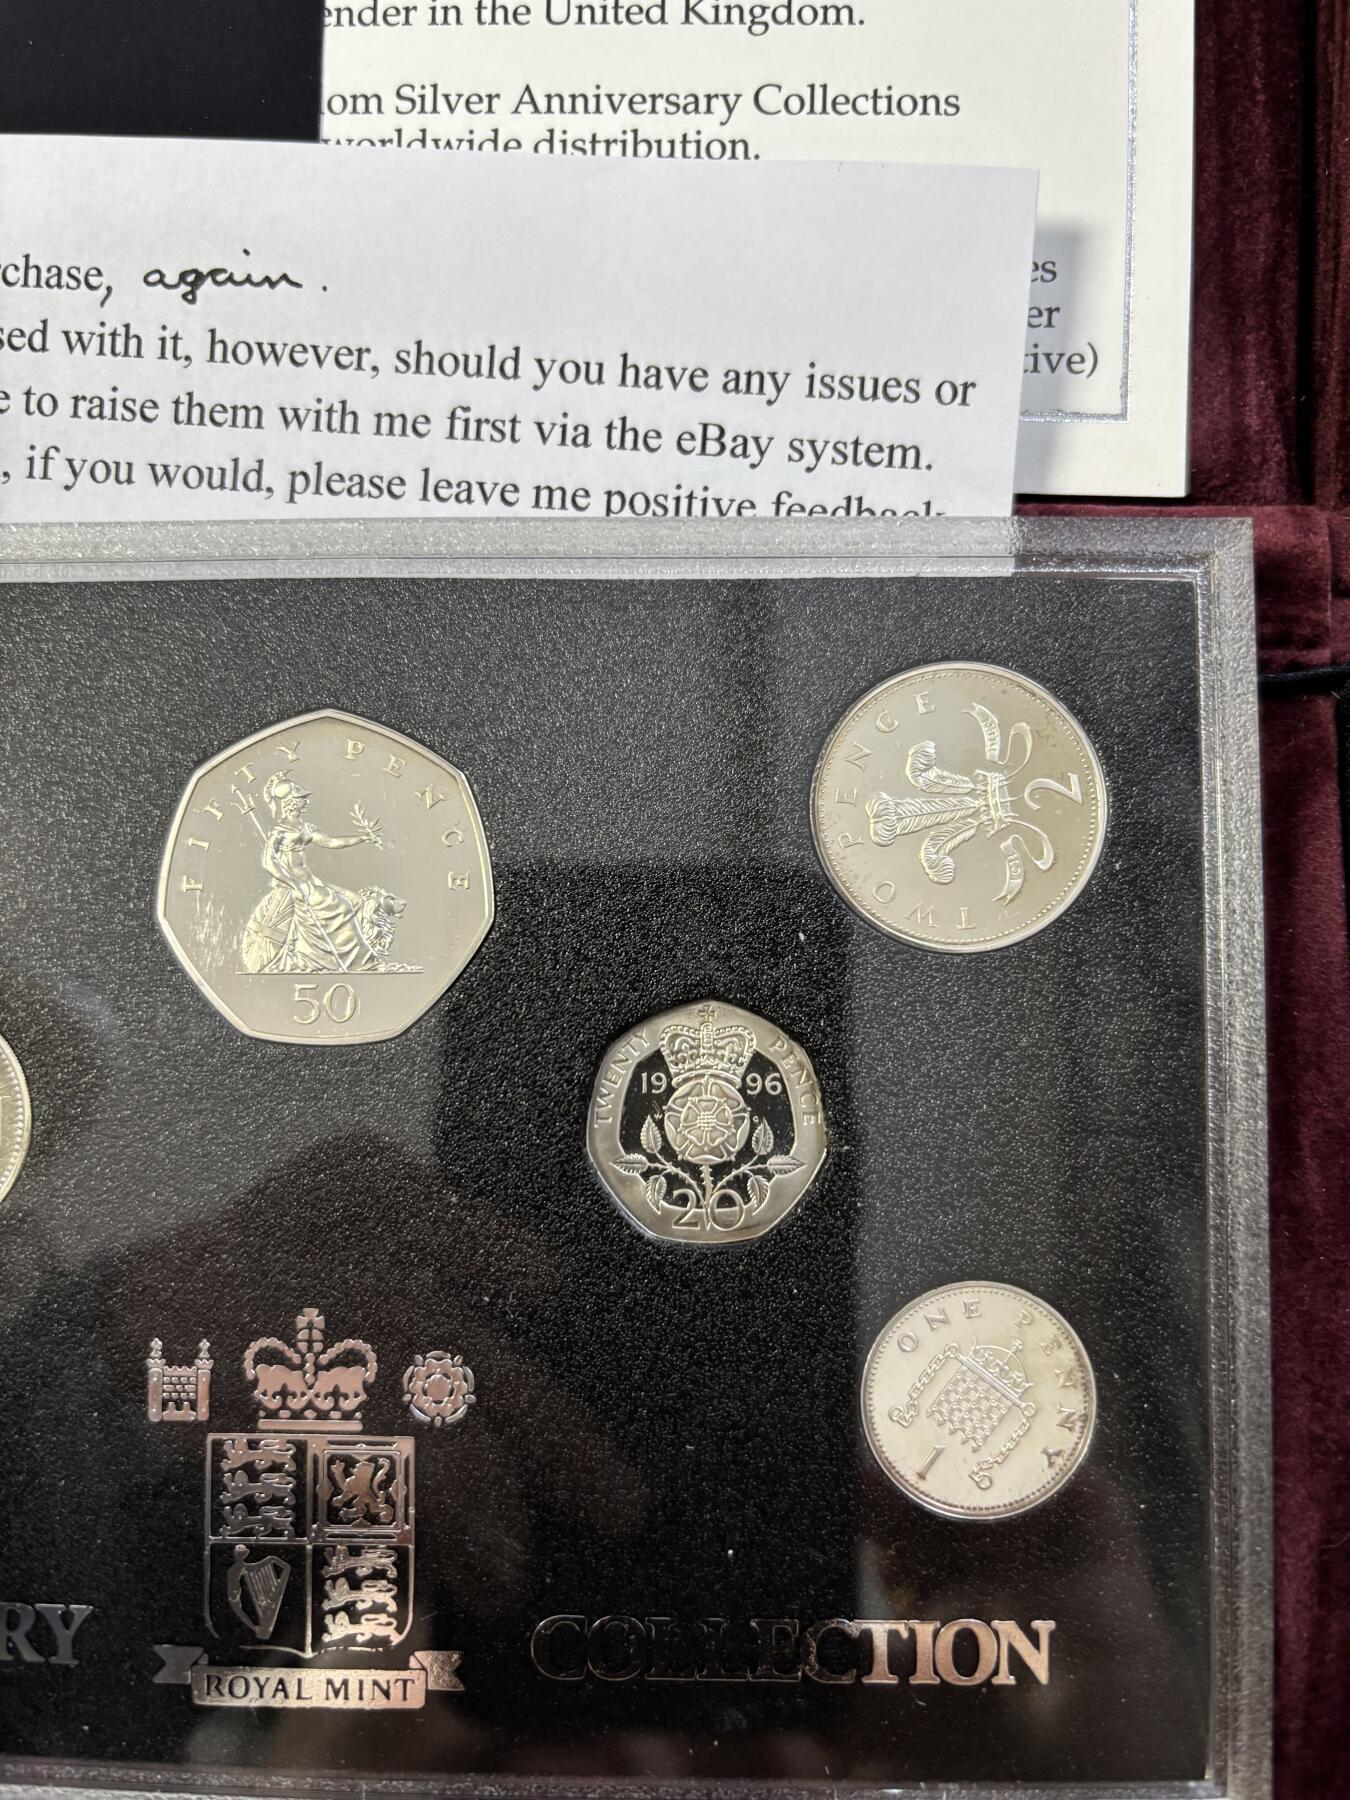 ender in the United Kingdom.
om Silver Anniversary Collections
worldwide distribution.
es
er
tive)
chase, again.
sed with it, however, should you have any issues or
e to raise them with me first via the eBay system.
, if you would, please leave me positive feedback
FIFTY PENCE
50
TWO PENCE
ICH DIEN
2
TWENTY PENCE
1996
20
ONE PENNY
1
RY
ROYAL MINT
COLLECTION